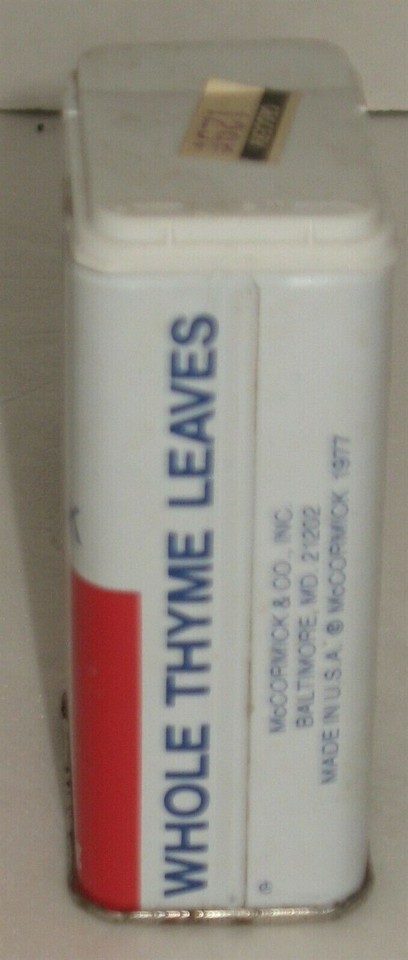 WHOLE THYME LEAVES
McCORMICK & CO., INC.
BALTIMORE, MD. 21202
MADE IN U.S.A. © McCORMICK 1977